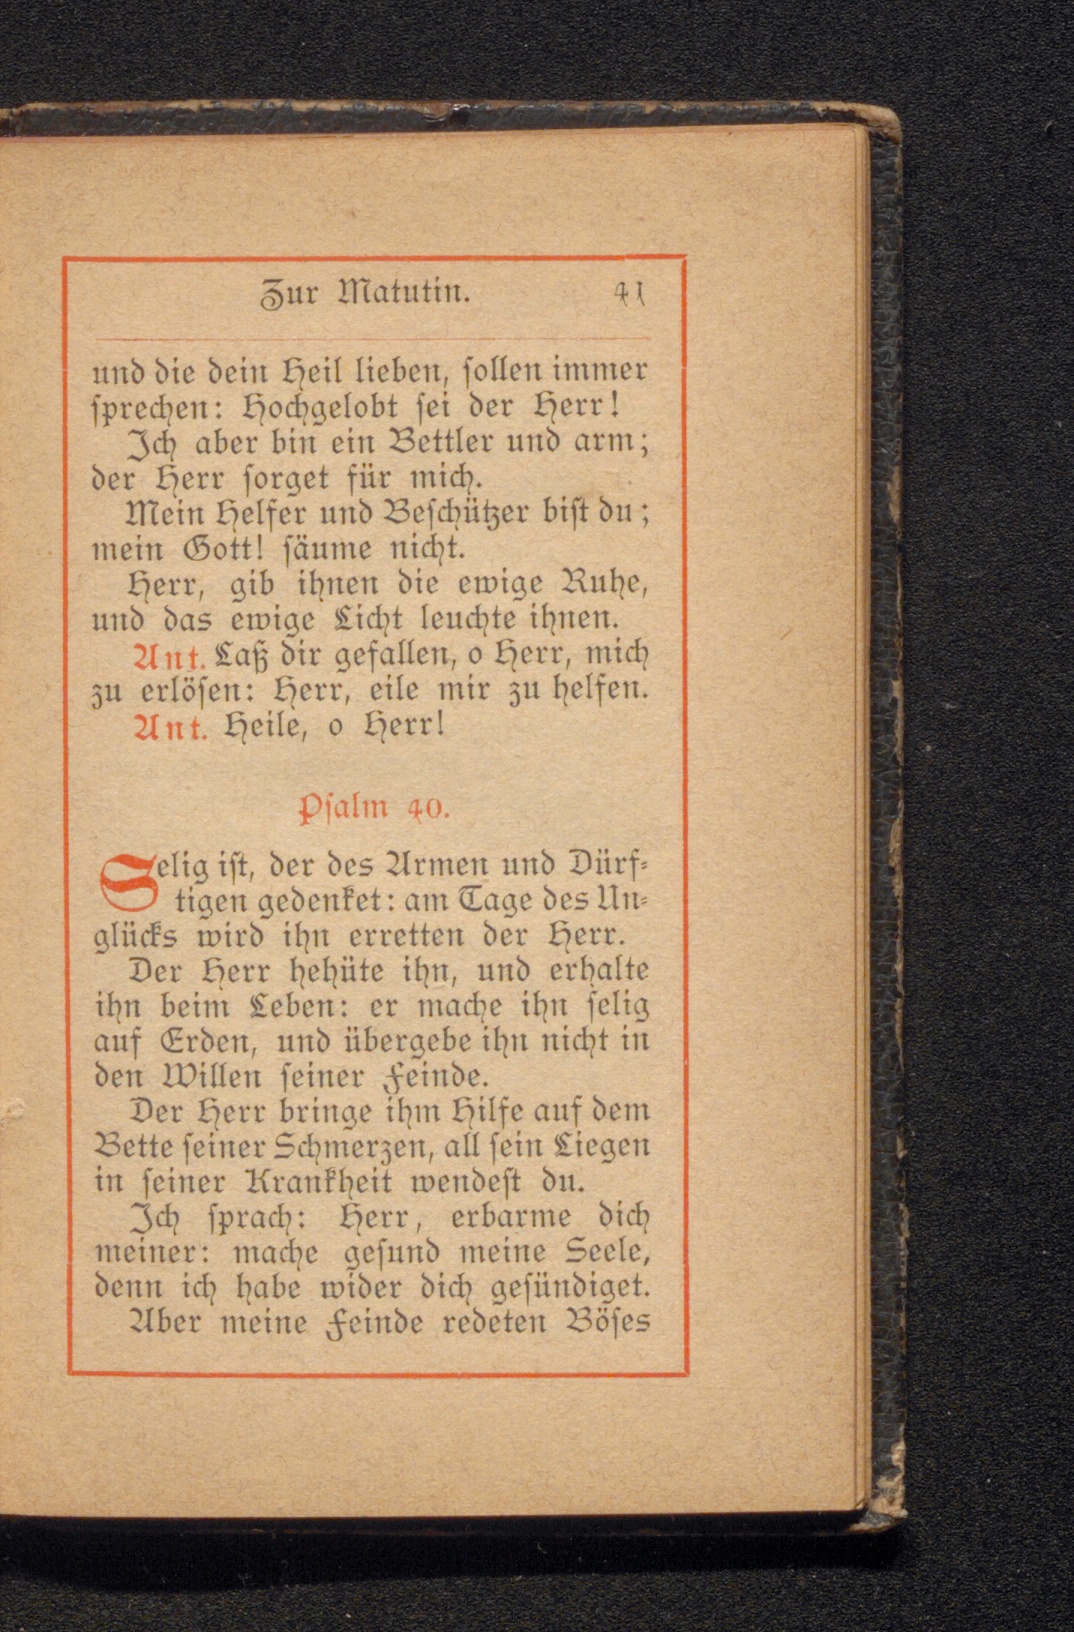 Zur Matutin. 41
und die dein Heil lieben, ſollen immer
ſprechen: Hochgelobt ſei der Herr!
Ich aber bin ein Bettler und arm;
der Herr ſorget für mich.
Mein Helfer und Beſchützer biſt du;
mein Gott! ſäume nicht.
Herr, gib ihnen die ewige Ruhe,
und das ewige Licht leuchte ihnen.
Ant. Laß dir gefallen, o Herr, mich
zu erlöſen: Herr, eile mir zu helfen.
Ant. Heile, o Herr!
Pſalm 40.
Selig iſt, der des Armen und Dürf-
tigen gedenket: am Tage des Un-
glücks wird ihn erretten der Herr.
Der Herr hehüte ihn, und erhalte
ihn beim Leben: er mache ihn ſelig
auf Erden, und übergebe ihn nicht in
den Willen ſeiner Feinde.
Der Herr bringe ihm Hilfe auf dem
Bette ſeiner Schmerzen, all ſein Liegen
in ſeiner Krankheit wendeſt du.
Ich ſprach: Herr, erbarme dich
meiner: mache geſund meine Seele,
denn ich habe wider dich geſündiget.
Aber meine Feinde redeten Böſes